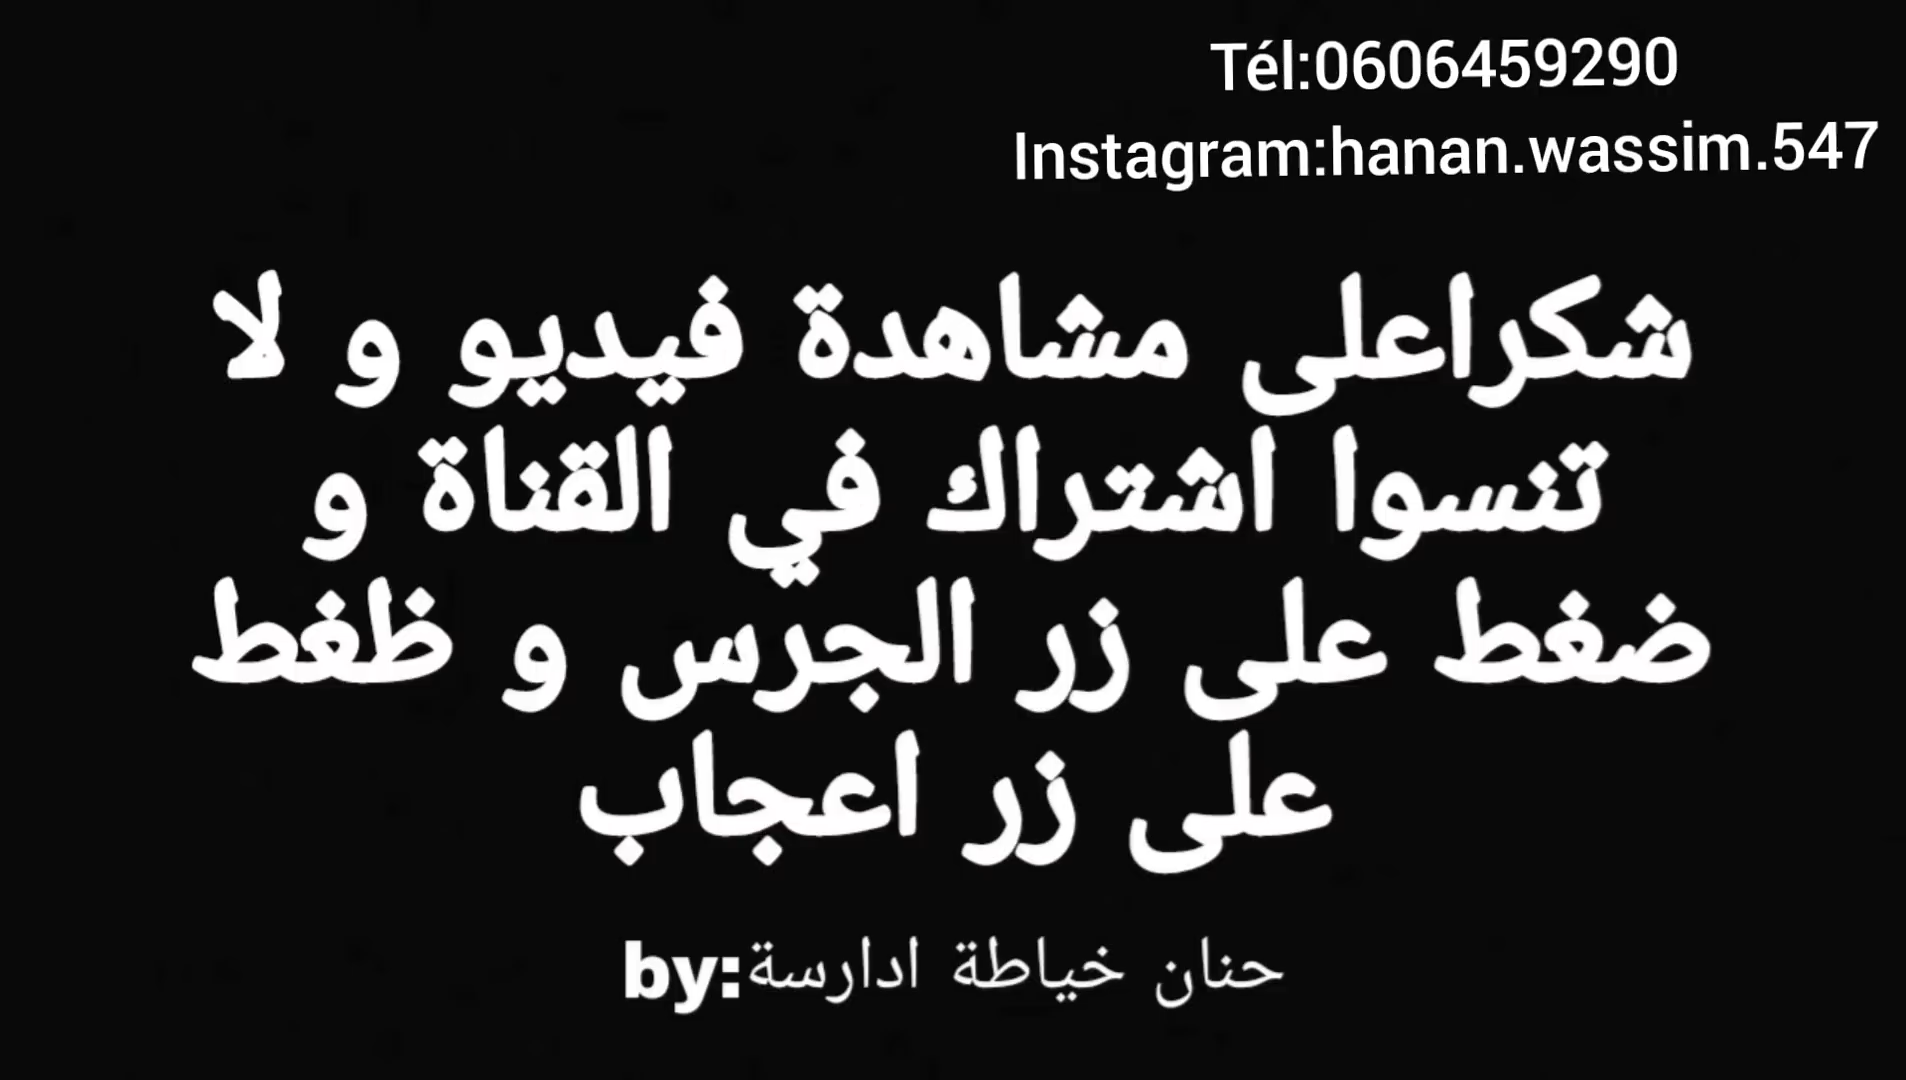 Tél:0606459290
Instagram:hanan.wassim.547
شكراعلى مشاهدة فيديو و لا
تنسوا اشتراك في القناة و
ضغط على زر الجرس و ظغط
على زر اعجاب
by:حنان خياطة ادارسة